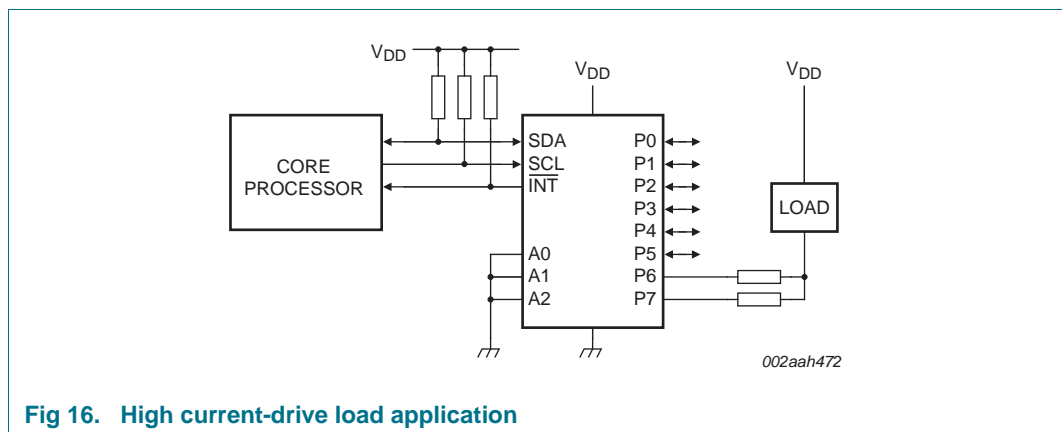 VDD
VDD
VDD
CORE
PROCESSOR
SDA
SCL
INT
A0
A1
A2
P0
P1
P2
P3
P4
P5
P6
P7
LOAD
002aah472
Fig 16. High current-drive load application